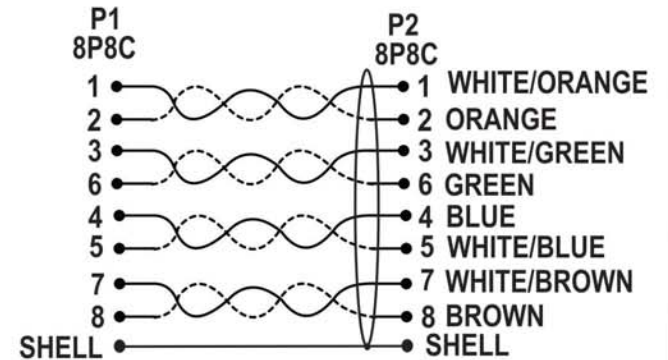 P1
8P8C
P2
8P8C
1 1 WHITE/ORANGE
2 2 ORANGE
3 3 WHITE/GREEN
6 6 GREEN
4 4 BLUE
5 5 WHITE/BLUE
7 7 WHITE/BROWN
8 8 BROWN
SHELL SHELL